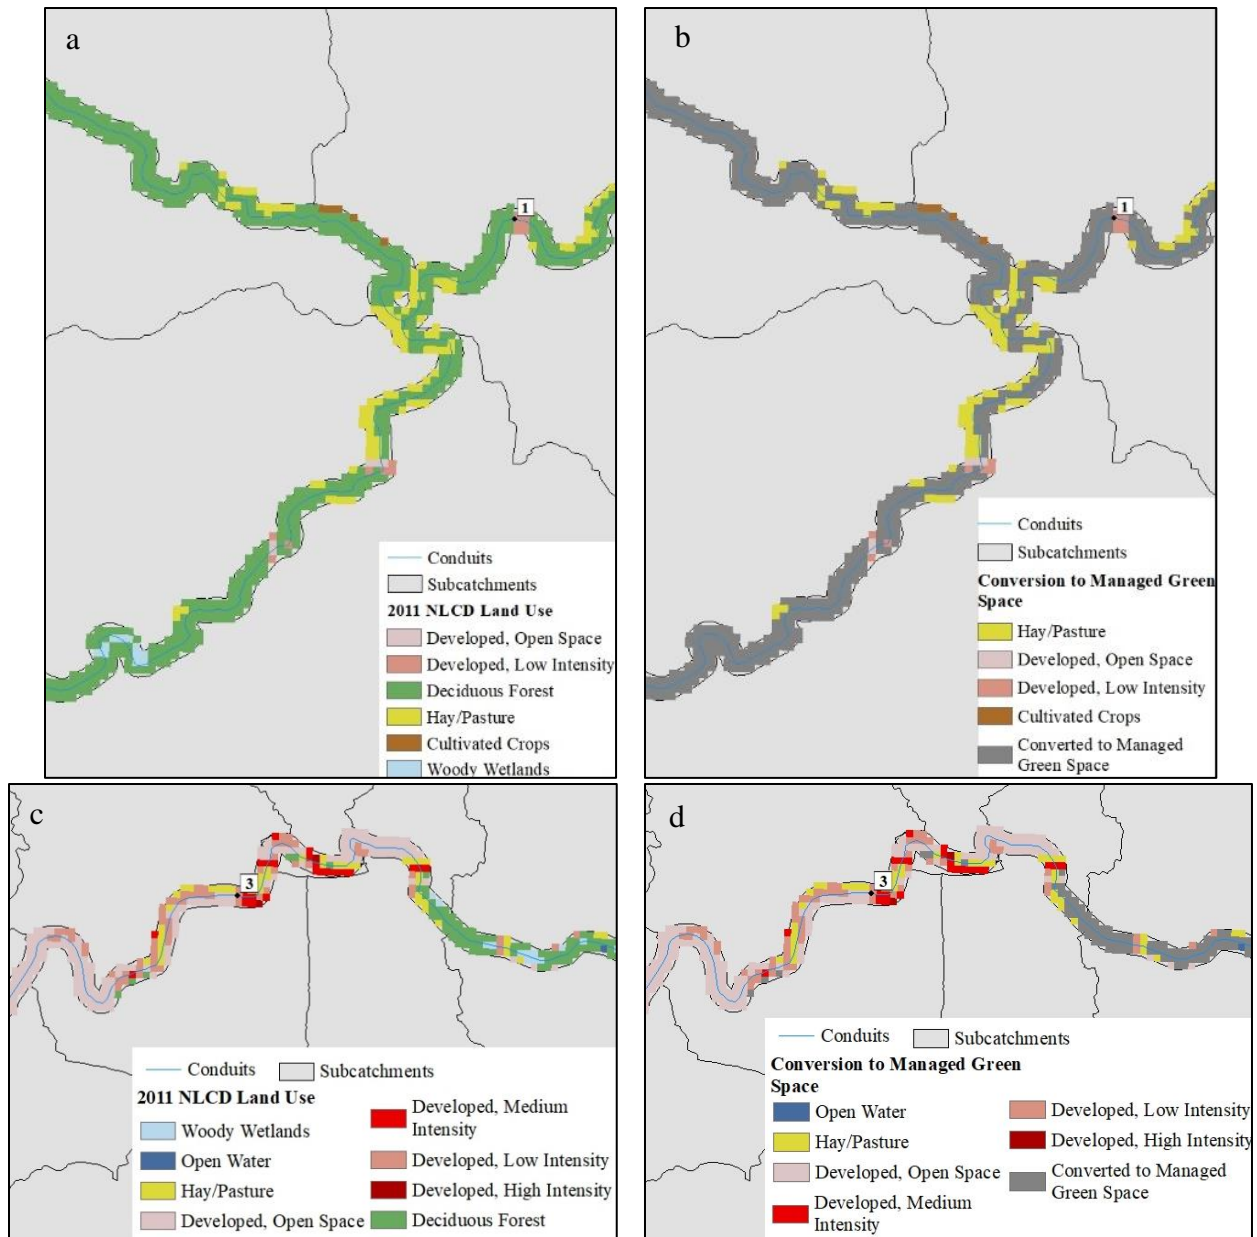 a
1
Conduits
Subcatchments
2011 NLCD Land Use
Developed, Open Space
Developed, Low Intensity
Deciduous Forest
Hay/Pasture
Cultivated Crops
Woody Wetlands
b
1
Conduits
Subcatchments
Conversion to Managed Green
Space
Hay/Pasture
Developed, Open Space
Developed, Low Intensity
Cultivated Crops
Converted to Managed
Green Space
c
3
Conduits
Subcatchments
2011 NLCD Land Use
Woody Wetlands
Open Water
Hay/Pasture
Developed, Open Space
Developed, Medium
Intensity
Developed, Low Intensity
Developed, High Intensity
Deciduous Forest
d
3
Conduits
Subcatchments
Conversion to Managed Green
Space
Open Water
Hay/Pasture
Developed, Open Space
Developed, Medium
Intensity
Developed, Low Intensity
Developed, High Intensity
Converted to Managed
Green Space